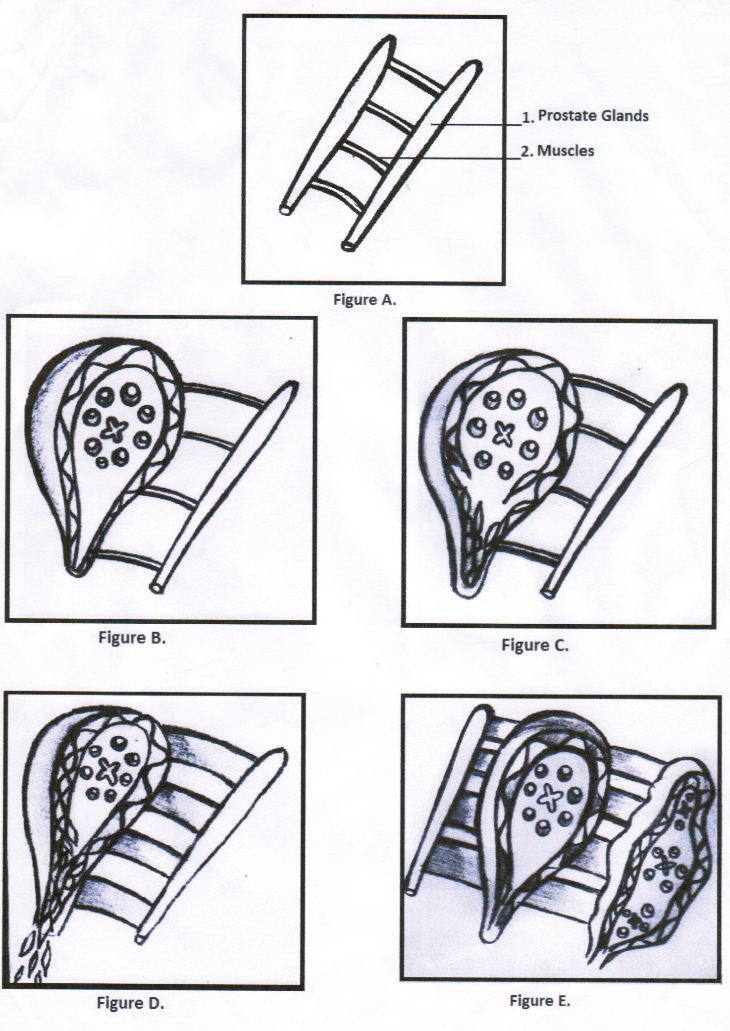 1. Prostate Glands
2. Muscles
Figure A.
Figure B.
Figure C.
Figure D.
Figure E.